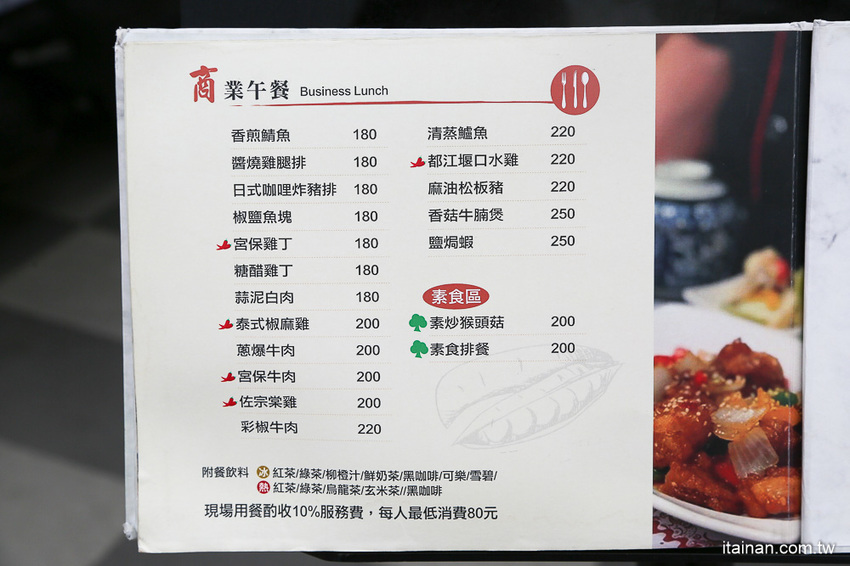 商業午餐 Business Lunch
香煎鯖魚 180
醬燒雞腿排 180
日式咖哩炸豬排 180
椒鹽魚塊 180
宮保雞丁 180
糖醋雞丁 180
蒜泥白肉 180
泰式椒麻雞 200
蔥爆牛肉 200
宮保牛肉 200
佐宗棠雞 200
彩椒牛肉 220
清蒸鱸魚 220
都江堰口水雞 220
麻油松板豬 220
香菇牛腩煲 250
鹽焗蝦 250
素食區
素炒猴頭菇 200
素食排餐 200
附餐飲料 冰 紅茶/綠茶/柳橙汁/鮮奶茶/黑咖啡/可樂/雪碧/
熱 紅茶/綠茶/烏龍茶/玄米茶//黑咖啡
現場用餐酌收10%服務費，每人最低消費80元
itainan.com.tw